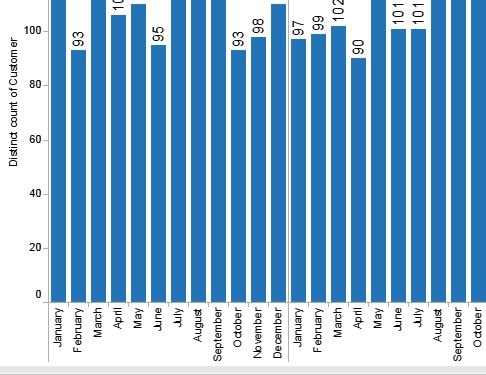 Distinct count of Customer
100
80
60
40
20
0
93
95
93
98
97
99
102
90
101
101
January
February
March
April
May
June
July
August
September
October
November
December
January
February
March
April
May
June
July
August
September
October